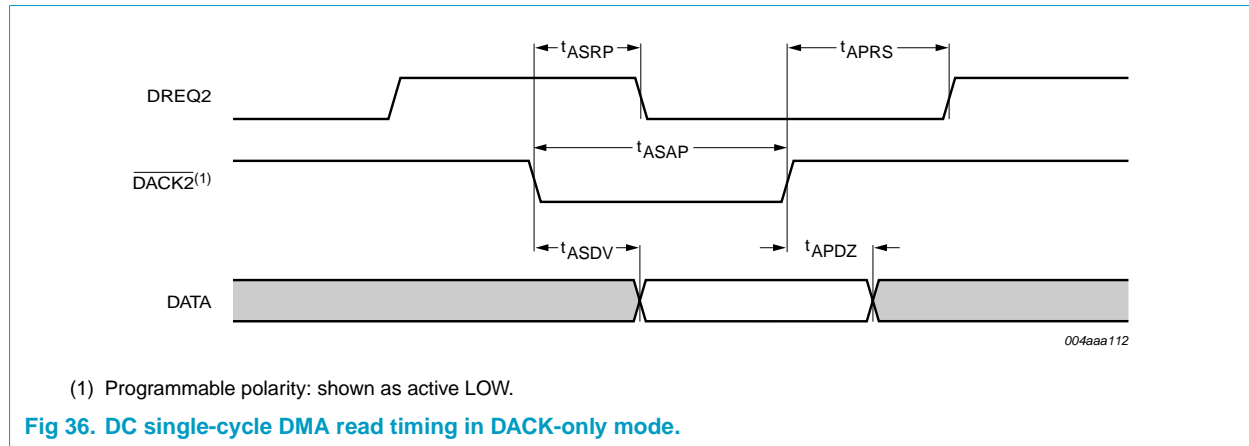 tASRP
tAPRS
DREQ2
tASAP
DACK2(1)
tASDV
tAPDZ
DATA
004aaa112
(1) Programmable polarity: shown as active LOW.
Fig 36. DC single-cycle DMA read timing in DACK-only mode.